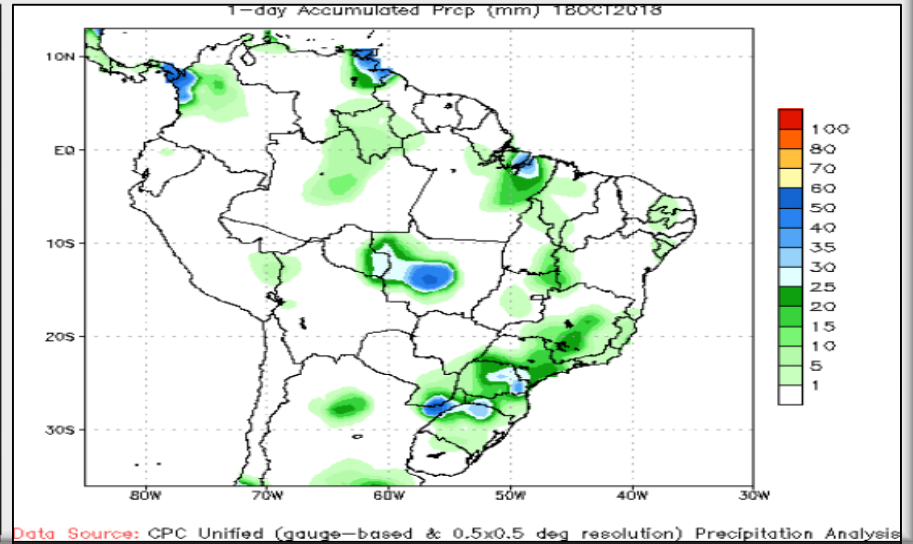 1-day Accumulated Prcp (mm) 18OCT2018
10N
EQ
10S
20S
30S
80W 70W 60W 50W 40W 30W
100
80
70
60
50
40
35
30
25
20
15
10
5
1
Data Source: CPC Unified (gauge-based & 0.5x0.5 deg resolution) Precipitation Analysis